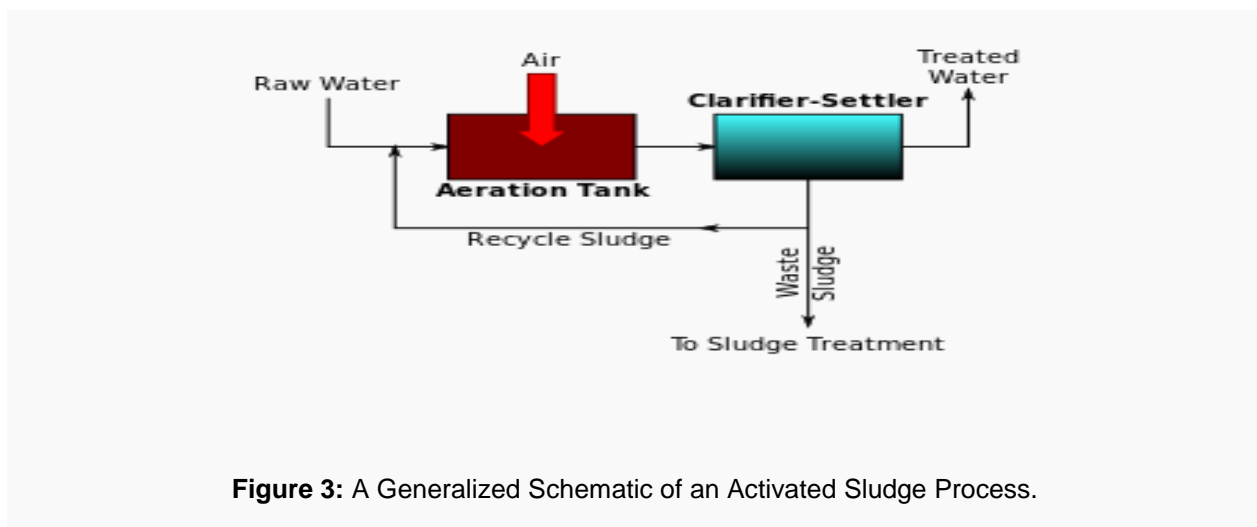 Air
Treated
Water
Raw Water
Clarifier-Settler
Aeration Tank
Recycle Sludge
Waste
Sludge
To Sludge Treatment
Figure 3: A Generalized Schematic of an Activated Sludge Process.